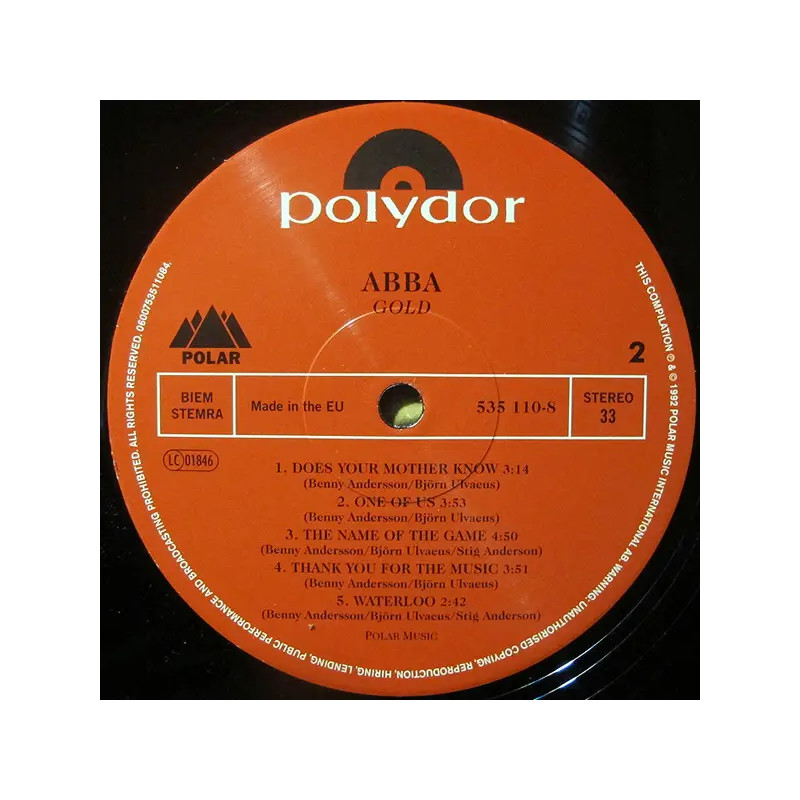 polydor
ABBA
GOLD
POLAR
2
BIEM
STEMRA
Made in the EU
535 110-8
STEREO
33
LC 01846
1. DOES YOUR MOTHER KNOW 3:14
(Benny Andersson/Björn Ulvaeus)
2. ONE OF US 3:53
(Benny Andersson/Björn Ulvaeus)
3. THE NAME OF THE GAME 4:50
(Benny Andersson/Björn Ulvaeus/Stig Anderson)
4. THANK YOU FOR THE MUSIC 3:51
(Benny Andersson/Björn Ulvaeus)
5. WATERLOO 2:42
(Benny Andersson/Björn Ulvaeus/Stig Anderson)
POLAR MUSIC
THIS COMPILATION ℗ & © 1992 POLAR MUSIC INTERNATIONAL AB. WARNING: UNAUTHORISED COPYING, REPRODUCTION, HIRING, LENDING, PUBLIC PERFORMANCE AND BROADCASTING PROHIBITED. ALL RIGHTS RESERVED. 0600753511084.